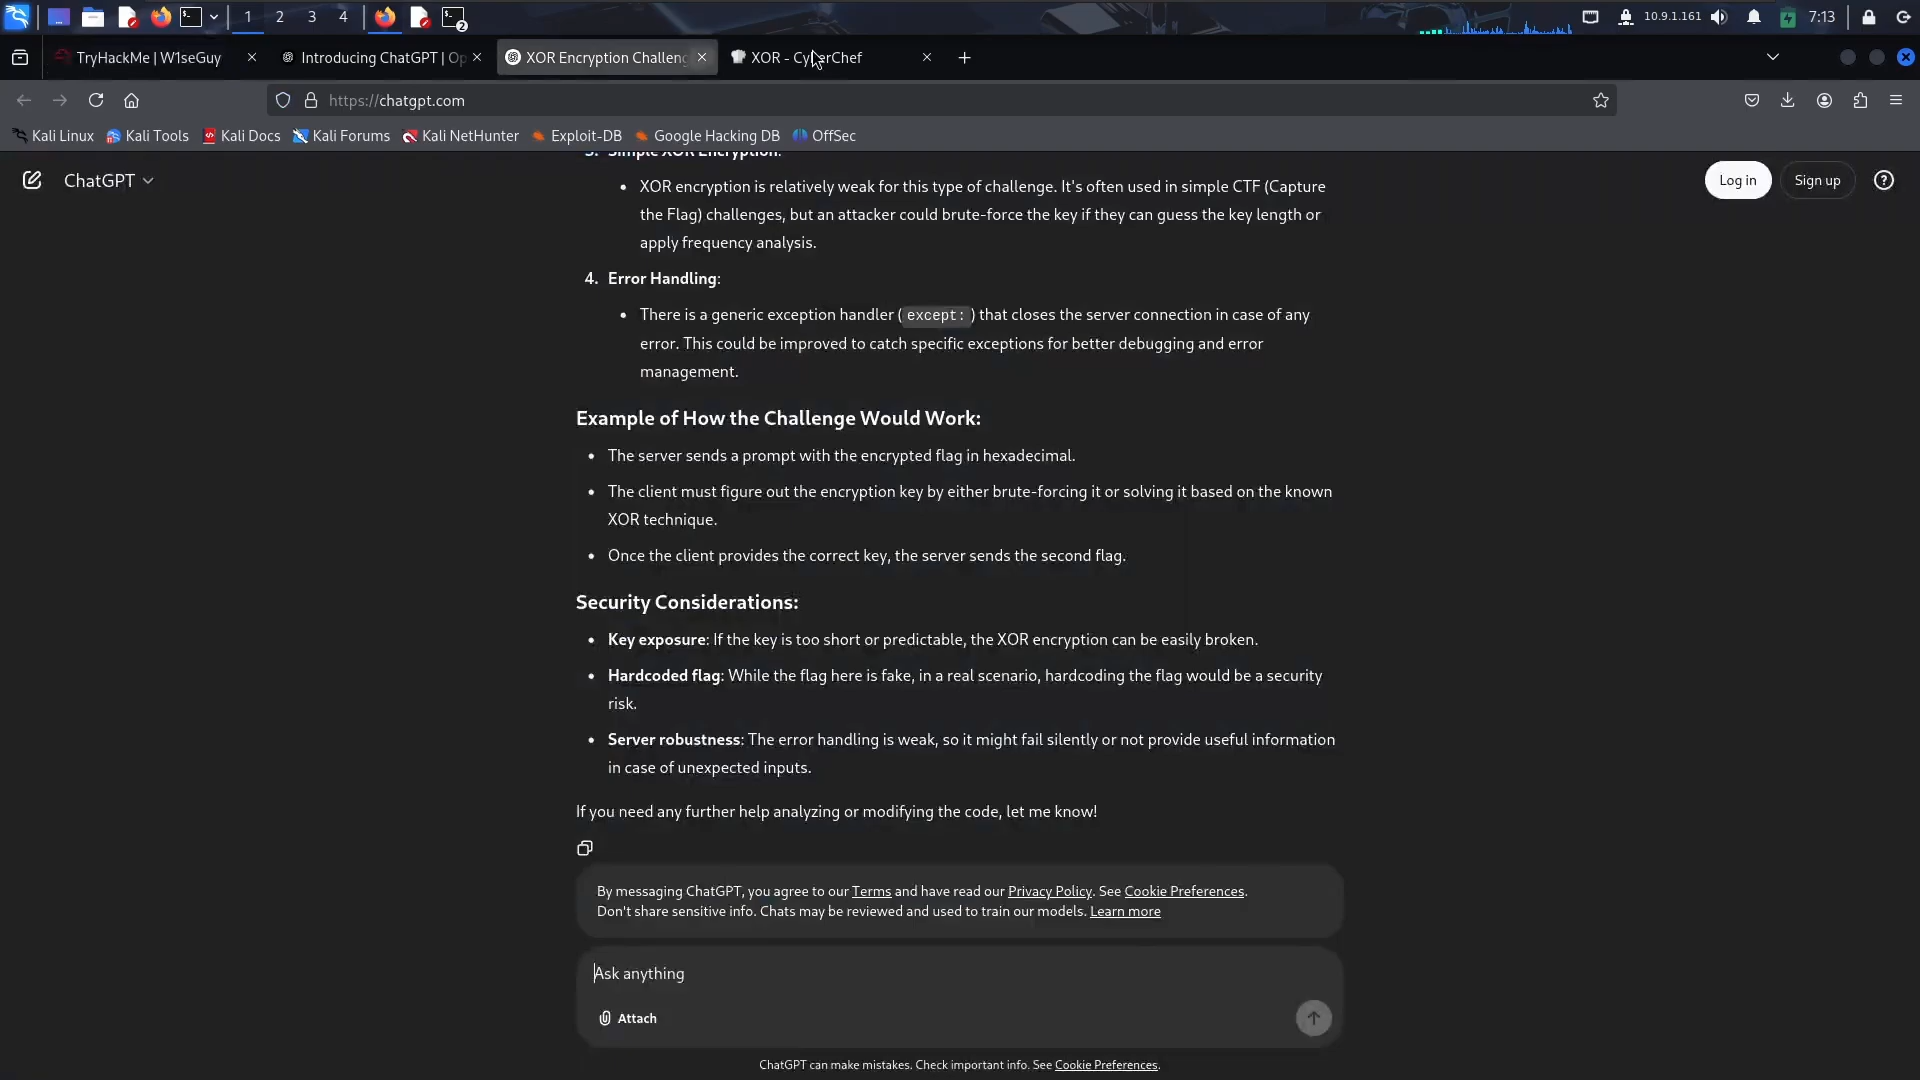 1 2 3 4
2
10.9.1.161
7:13
TryHackMe | W1seGuy
Introducing ChatGPT | Op
XOR Encryption Challeng
XOR - CyberChef
https://chatgpt.com
Kali Linux
Kali Tools
Kali Docs
Kali Forums
Kali NetHunter
Exploit-DB
Google Hacking DB
OffSec
ChatGPT
Log in
Sign up
3. Simple XOR Encryption:
• XOR encryption is relatively weak for this type of challenge. It's often used in simple CTF (Capture
the Flag) challenges, but an attacker could brute-force the key if they can guess the key length or
apply frequency analysis.
4. Error Handling:
• There is a generic exception handler ( except: ) that closes the server connection in case of any
error. This could be improved to catch specific exceptions for better debugging and error
management.
Example of How the Challenge Would Work:
• The server sends a prompt with the encrypted flag in hexadecimal.
• The client must figure out the encryption key by either brute-forcing it or solving it based on the known
XOR technique.
• Once the client provides the correct key, the server sends the second flag.
Security Considerations:
• Key exposure: If the key is too short or predictable, the XOR encryption can be easily broken.
• Hardcoded flag: While the flag here is fake, in a real scenario, hardcoding the flag would be a security
risk.
• Server robustness: The error handling is weak, so it might fail silently or not provide useful information
in case of unexpected inputs.
If you need any further help analyzing or modifying the code, let me know!
By messaging ChatGPT, you agree to our Terms and have read our Privacy Policy. See Cookie Preferences.
Don't share sensitive info. Chats may be reviewed and used to train our models. Learn more
Ask anything
Attach
ChatGPT can make mistakes. Check important info. See Cookie Preferences.